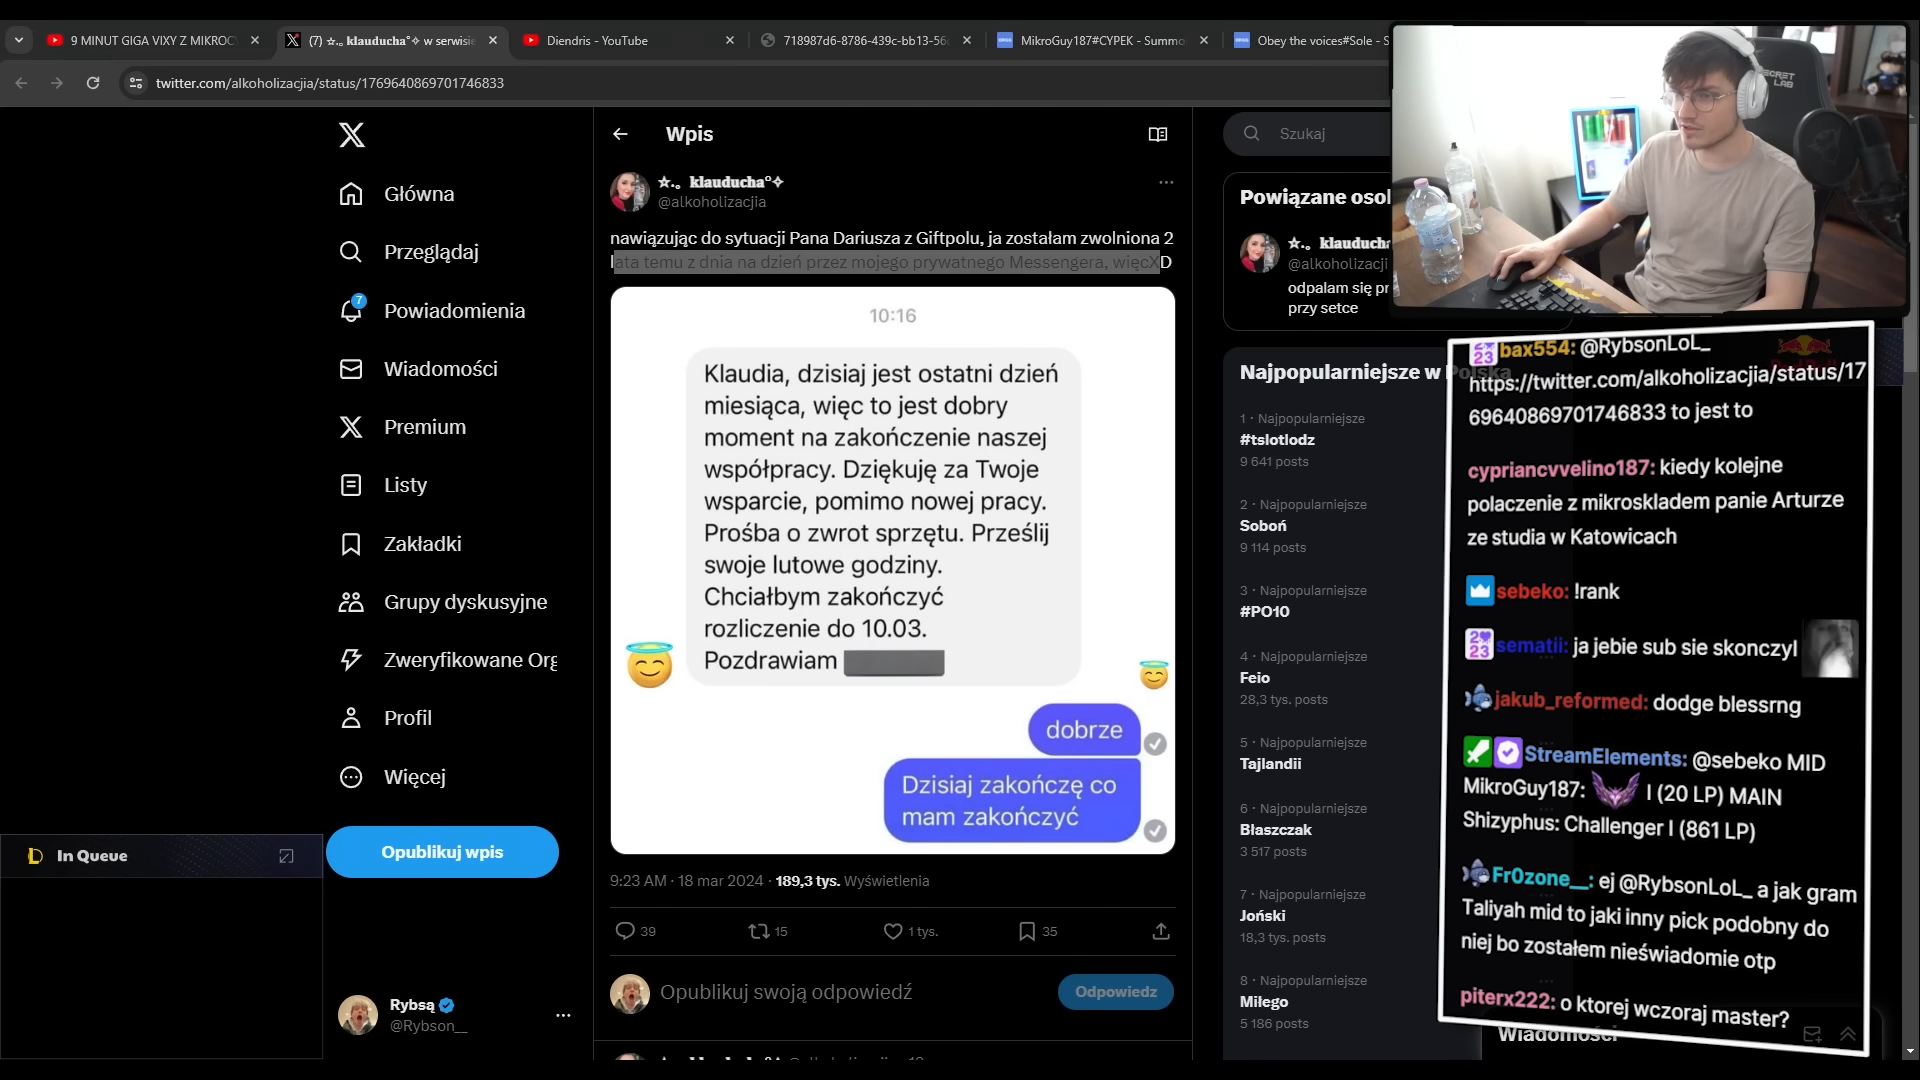 9 MINUT GIGA VIXY Z MIKROC
(7) ☆.。klauducha°✧ w serwisie
Diendris - YouTube
718987d6-8786-439c-bb13-56
MikroGuy187#CYPEK - Summo
Obey the voices#Sole - S
twitter.com/alkoholizacjia/status/1769640869701746833
Główna
Przeglądaj
7
Powiadomienia
Wiadomości
Premium
Listy
Zakładki
Grupy dyskusyjne
Zweryfikowane Org
Profil
Więcej
Opublikuj wpis
In Queue
Rybsą
@Rybson__
Wpis
☆.。klauducha°✧
@alkoholizacjia
nawiązując do sytuacji Pana Dariusza z Giftpolu, ja zostałam zwolniona 2
lata temu z dnia na dzień przez mojego prywatnego Messengera, więcXD
10:16
Klaudia, dzisiaj jest ostatni dzień
miesiąca, więc to jest dobry
moment na zakończenie naszej
współpracy. Dziękuję za Twoje
wsparcie, pomimo nowej pracy.
Prośba o zwrot sprzętu. Prześlij
swoje lutowe godziny.
Chciałbym zakończyć
rozliczenie do 10.03.
Pozdrawiam
dobrze
Dzisiaj zakończę co
mam zakończyć
9:23 AM · 18 mar 2024 · 189,3 tys. Wyświetlenia
39
15
1 tys.
35
Opublikuj swoją odpowiedź
Odpowiedz
Szukaj
Powiązane osol
☆.。klauducha
@alkoholizacji
odpalam się pr
przy setce
Najpopularniejsze w Polska
1 · Najpopularniejsze
#tslotlodz
9 641 posts
2 · Najpopularniejsze
Soboń
9 114 posts
3 · Najpopularniejsze
#PO10
4 · Najpopularniejsze
Feio
28,3 tys. posts
5 · Najpopularniejsze
Tajlandii
6 · Najpopularniejsze
Błaszczak
3 517 posts
7 · Najpopularniejsze
Joński
18,3 tys. posts
8 · Najpopularniejsze
Miłego
5 186 posts
SECRET
LAB
bax554: @RybsonLoL_
https://twitter.com/alkoholizacjia/status/17
69640869701746833 to jest to
cypriancvvelino187: kiedy kolejne
polaczenie z mikroskladem panie Arturze
ze studia w Katowicach
sebeko: !rank
sematii: ja jebie sub sie skonczyl
jakub_reformed: dodge blessrng
StreamElements: @sebeko MID
MikroGuy187: I (20 LP) MAIN
Shizyphus: Challenger I (861 LP)
Fr0zone__: ej @RybsonLoL_ a jak gram
Taliyah mid to jaki inny pick podobny do
niej bo zostałem nieświadomie otp
piterx222: o ktorej wczoraj master?
Wiadomości